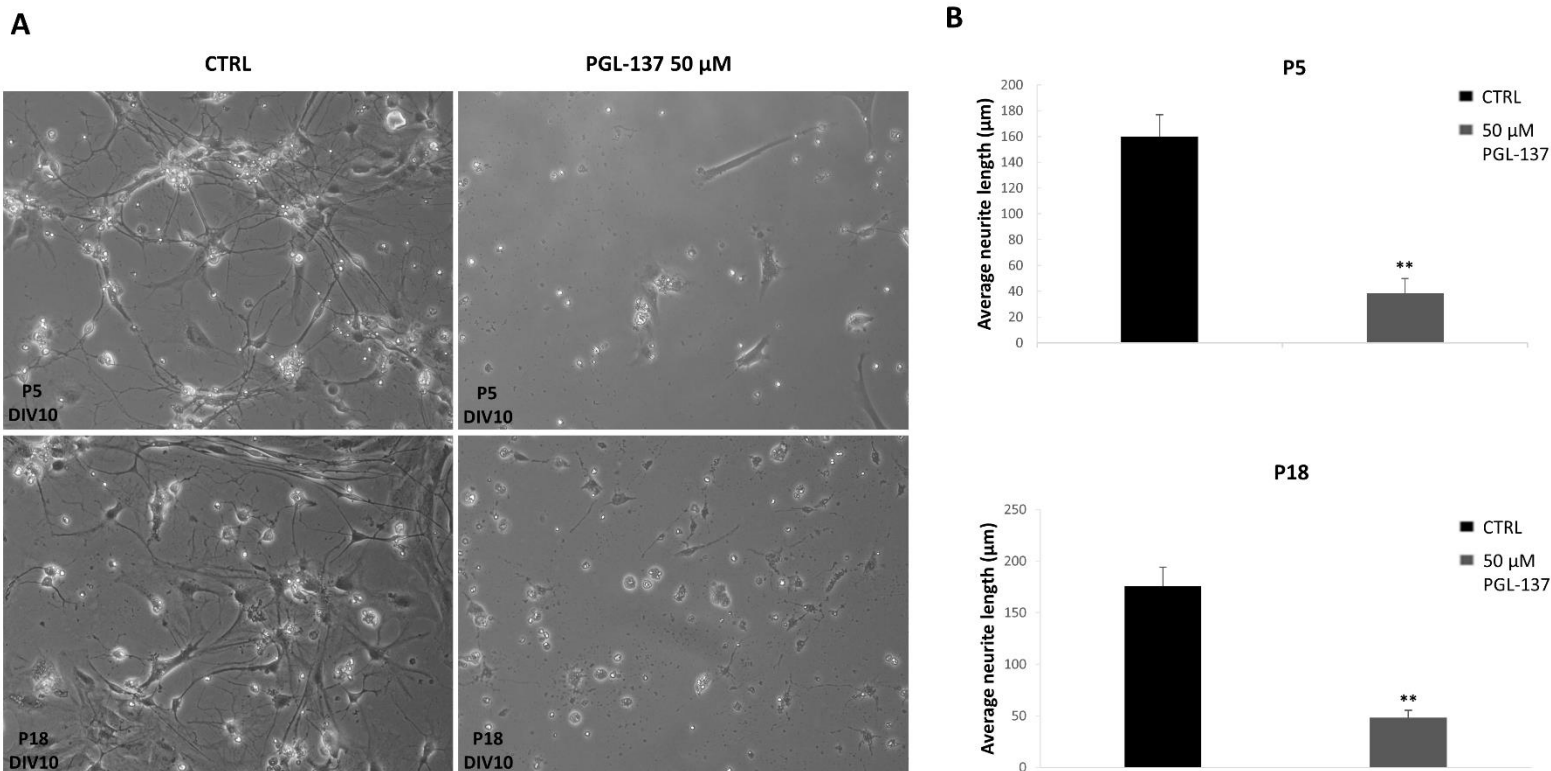 A
CTRL
PGL-137 50 µM
P5
DIV10
P5
DIV10
P18
DIV10
P18
DIV10
B
P5
Average neurite length (µm)
200
180
160
140
120
100
80
60
40
20
0
**
CTRL
50 µM
PGL-137
P18
Average neurite length (µm)
250
200
150
100
50
0
**
CTRL
50 µM
PGL-137